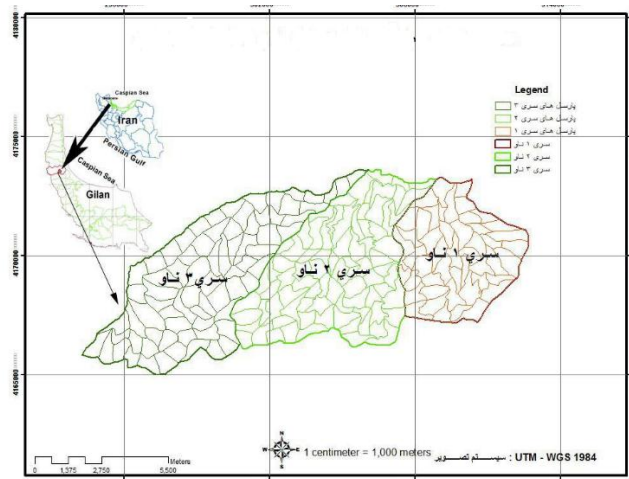 4180000
4175000
4170000
4165000
Caspian Sea
Iran
Persian Gulf
Caspian Sea
Gilan
Legend
پارسل های سری ۳
پارسل های سری ۲
پارسل های سری ۱
سری ۱ ناو
سری ۲ ناو
سری ۳ ناو
سري ۳ ناو
سري ۲ ناو
سري ۱ ناو
N
W
E
S
1 centimeter = 1,000 meters
سیستم تصویر : UTM - WGS 1984
Meters
0 1,375 2,750 5,500